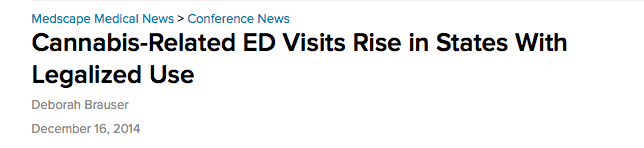 Medscape Medical News > Conference News
Cannabis-Related ED Visits Rise in States With
Legalized Use
Deborah Brauser
December 16, 2014